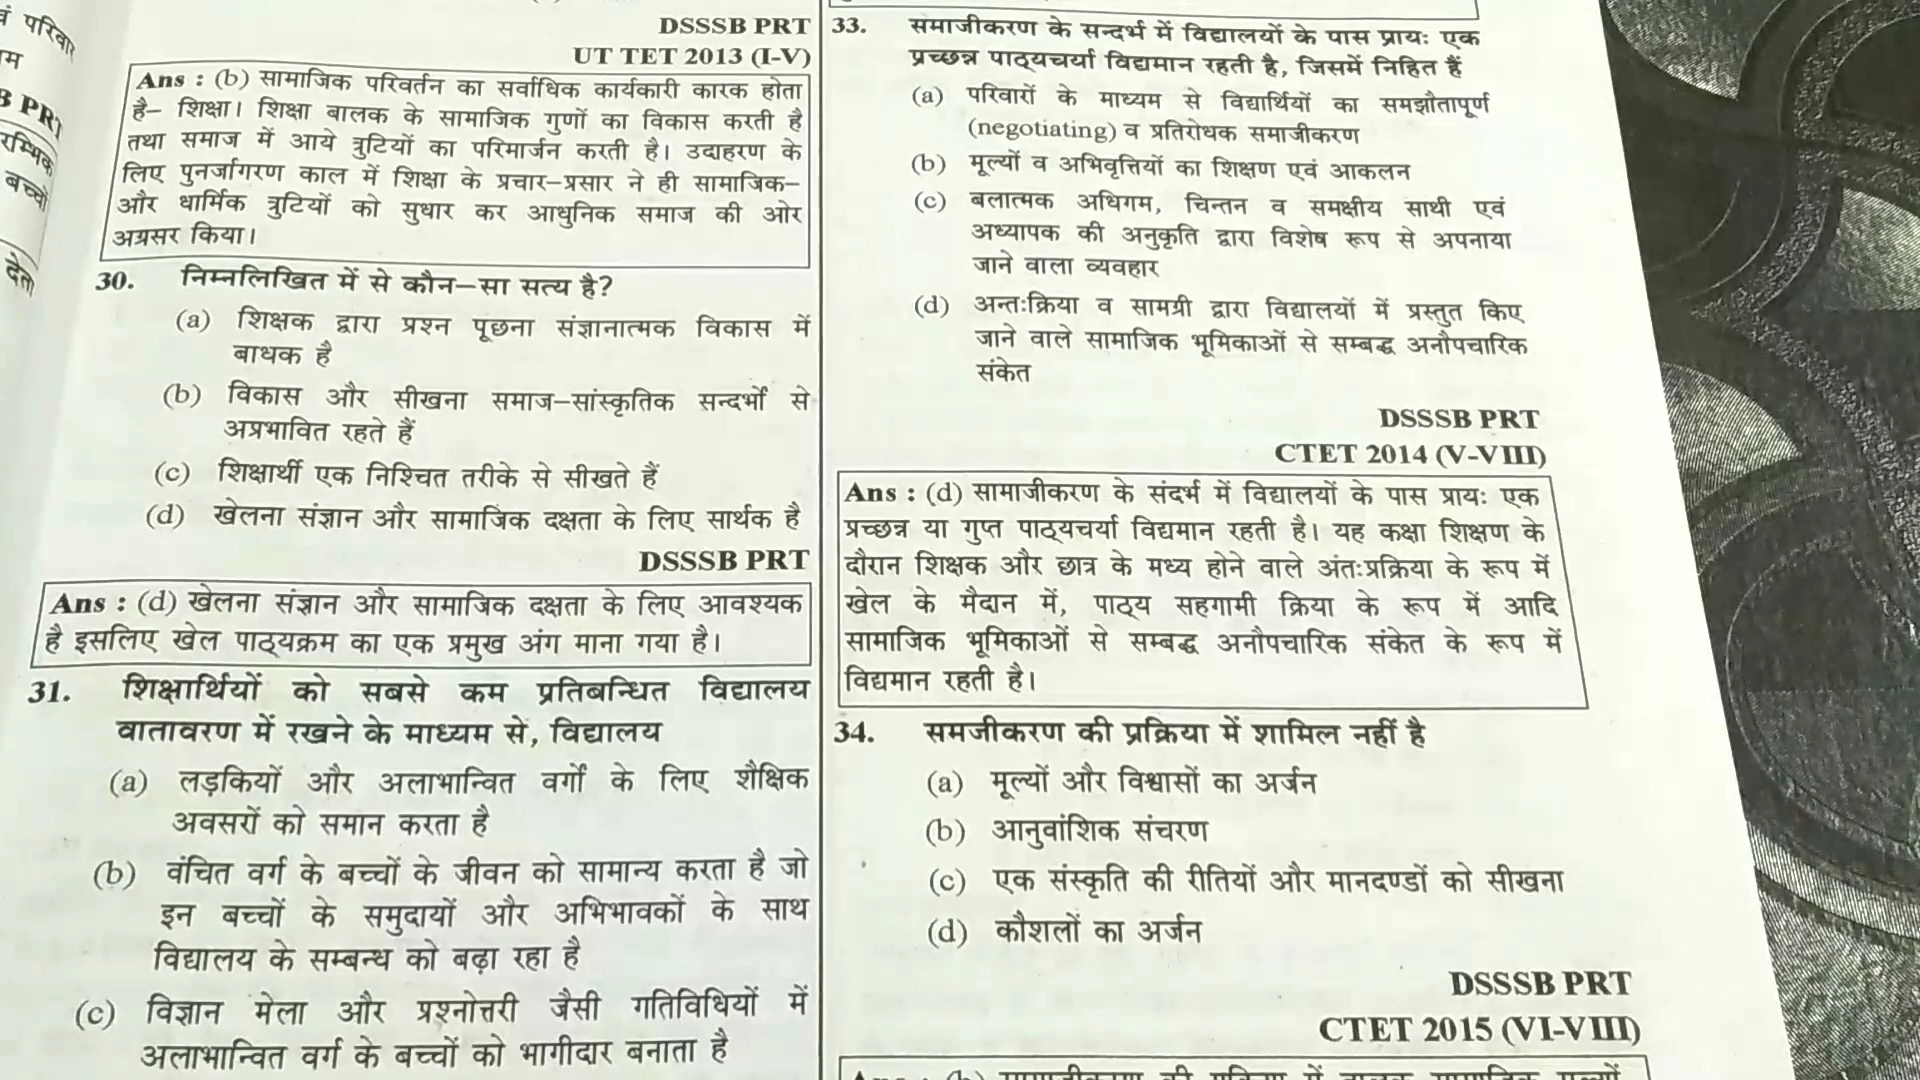 वं परिवार
म
B PRT
रम्भिक
बच्चों
देता
DSSSB PRT
UT TET 2013 (I-V)
Ans : (b) सामाजिक परिवर्तन का सर्वाधिक कार्यकारी कारक होता
है– शिक्षा। शिक्षा बालक के सामाजिक गुणों का विकास करती है
तथा समाज में आये त्रुटियों का परिमार्जन करती है। उदाहरण के
लिए पुनर्जागरण काल में शिक्षा के प्रचार–प्रसार ने ही सामाजिक–
और धार्मिक त्रुटियों को सुधार कर आधुनिक समाज की ओर
अग्रसर किया।
30. निम्नलिखित में से कौन–सा सत्य है?
(a) शिक्षक द्वारा प्रश्न पूछना संज्ञानात्मक विकास में
बाधक है
(b) विकास और सीखना समाज–सांस्कृतिक सन्दर्भों से
अप्रभावित रहते हैं
(c) शिक्षार्थी एक निश्चित तरीके से सीखते हैं
(d) खेलना संज्ञान और सामाजिक दक्षता के लिए सार्थक है
DSSSB PRT
Ans : (d) खेलना संज्ञान और सामाजिक दक्षता के लिए आवश्यक
है इसलिए खेल पाठ्यक्रम का एक प्रमुख अंग माना गया है।
31. शिक्षार्थियों को सबसे कम प्रतिबन्धित विद्यालय
वातावरण में रखने के माध्यम से, विद्यालय
(a) लड़कियों और अलाभान्वित वर्गों के लिए शैक्षिक
अवसरों को समान करता है
(b) वंचित वर्ग के बच्चों के जीवन को सामान्य करता है जो
इन बच्चों के समुदायों और अभिभावकों के साथ
विद्यालय के सम्बन्ध को बढ़ा रहा है
(c) विज्ञान मेला और प्रश्नोत्तरी जैसी गतिविधियों में
अलाभान्वित वर्ग के बच्चों को भागीदार बनाता है
33. समाजीकरण के सन्दर्भ में विद्यालयों के पास प्रायः एक
प्रच्छन्न पाठ्यचर्या विद्यमान रहती है, जिसमें निहित हैं
(a) परिवारों के माध्यम से विद्यार्थियों का समझौतापूर्ण
(negotiating) व प्रतिरोधक समाजीकरण
(b) मूल्यों व अभिवृत्तियों का शिक्षण एवं आकलन
(c) बलात्मक अधिगम, चिन्तन व समक्षीय साथी एवं
अध्यापक की अनुकृति द्वारा विशेष रूप से अपनाया
जाने वाला व्यवहार
(d) अन्तःक्रिया व सामग्री द्वारा विद्यालयों में प्रस्तुत किए
जाने वाले सामाजिक भूमिकाओं से सम्बद्ध अनौपचारिक
संकेत
DSSSB PRT
CTET 2014 (V-VIII)
Ans : (d) सामाजीकरण के संदर्भ में विद्यालयों के पास प्रायः एक
प्रच्छन्न या गुप्त पाठ्यचर्या विद्यमान रहती है। यह कक्षा शिक्षण के
दौरान शिक्षक और छात्र के मध्य होने वाले अंतःप्रक्रिया के रूप में
खेल के मैदान में, पाठ्य सहगामी क्रिया के रूप में आदि
सामाजिक भूमिकाओं से सम्बद्ध अनौपचारिक संकेत के रूप में
विद्यमान रहती है।
34. समजीकरण की प्रक्रिया में शामिल नहीं है
(a) मूल्यों और विश्वासों का अर्जन
(b) आनुवांशिक संचरण
(c) एक संस्कृति की रीतियों और मानदण्डों को सीखना
(d) कौशलों का अर्जन
DSSSB PRT
CTET 2015 (VI-VIII)